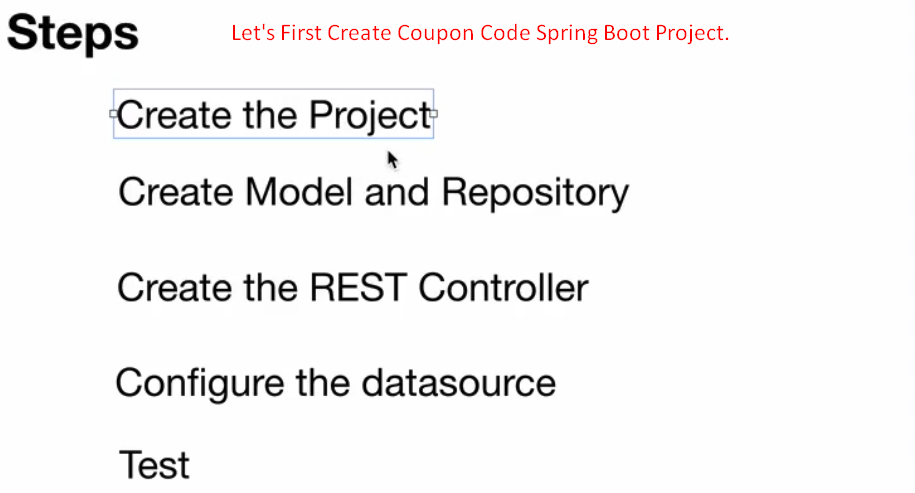 Steps
Let's First Create Coupon Code Spring Boot Project.
Create the Project
Create Model and Repository
Create the REST Controller
Configure the datasource
Test